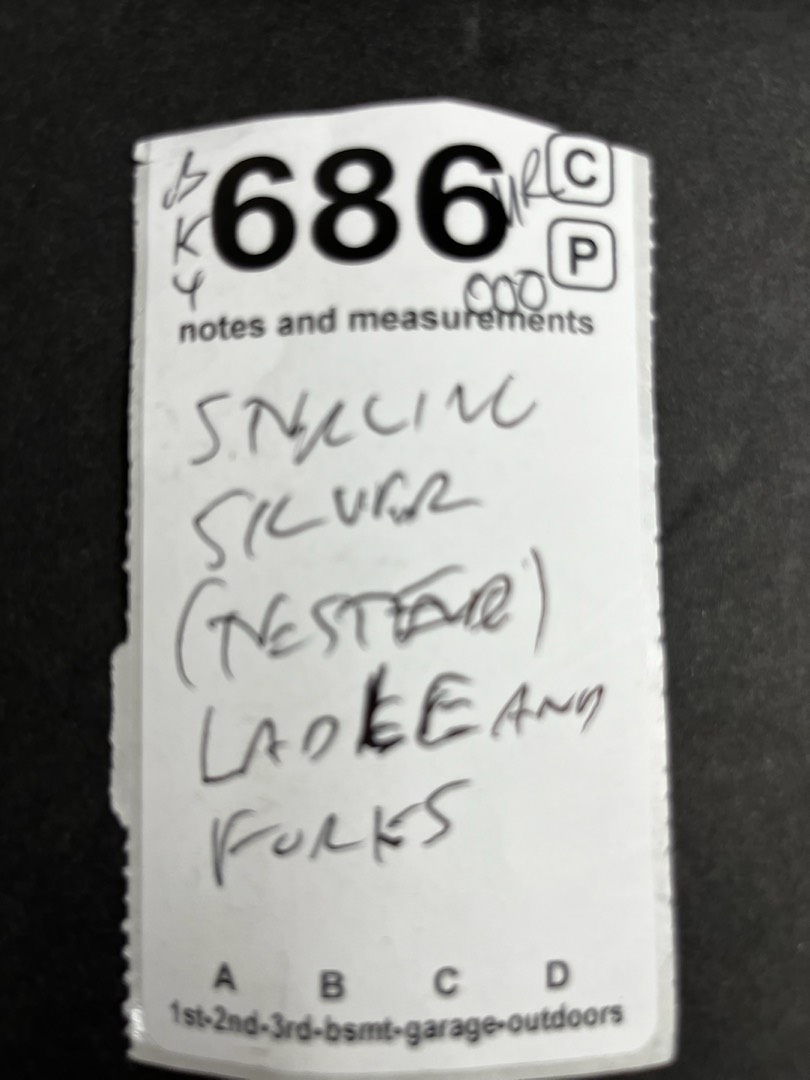 686
C
P
notes and measurements
STERLING
SILVER
(TESTED)
LADLE AND
FORKS
A B C D
1st-2nd-3rd-bsmt-garage-outdoors